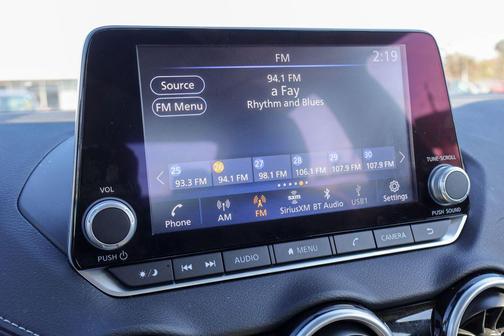 FM
2:19
Source
94.1 FM
a Fay
FM Menu
Rhythm and Blues
25 26 27 28 29 30
93.3 FM 94.1 FM 98.1 FM 106.1 FM 107.9 FM 107.9 FM
TUNE·SCROLL
VOL
Phone AM FM SiriusXM BT Audio USB1 Settings
PUSH SOUND
PUSH
AUDIO MENU CAMERA